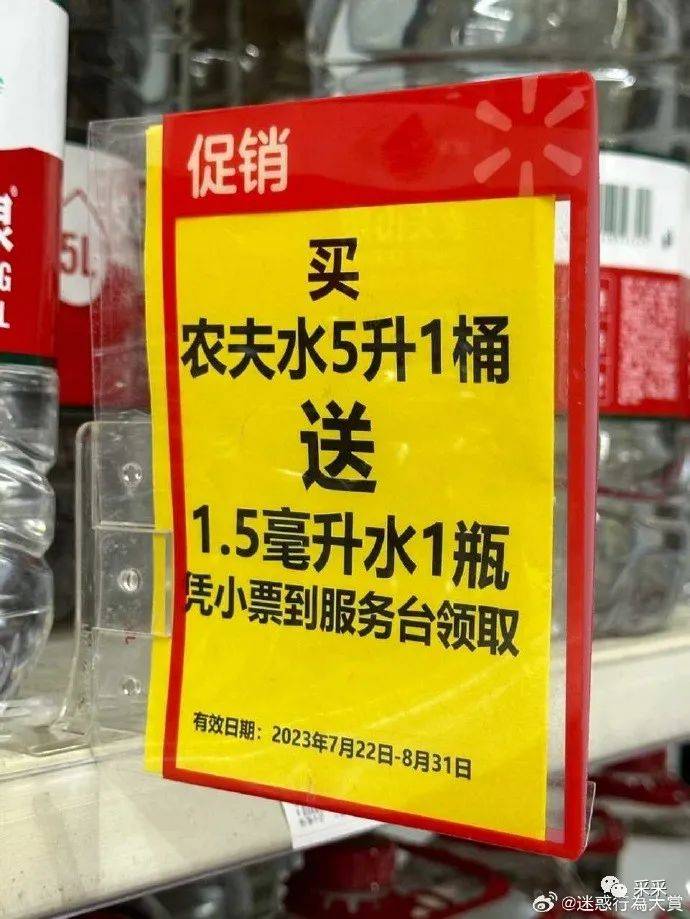 促销
买
农夫水5升1桶
送
1.5毫升水1瓶
凭小票到服务台领取
有效日期：2023年7月22日-8月31日
5L
采采
@迷惑行為大賞